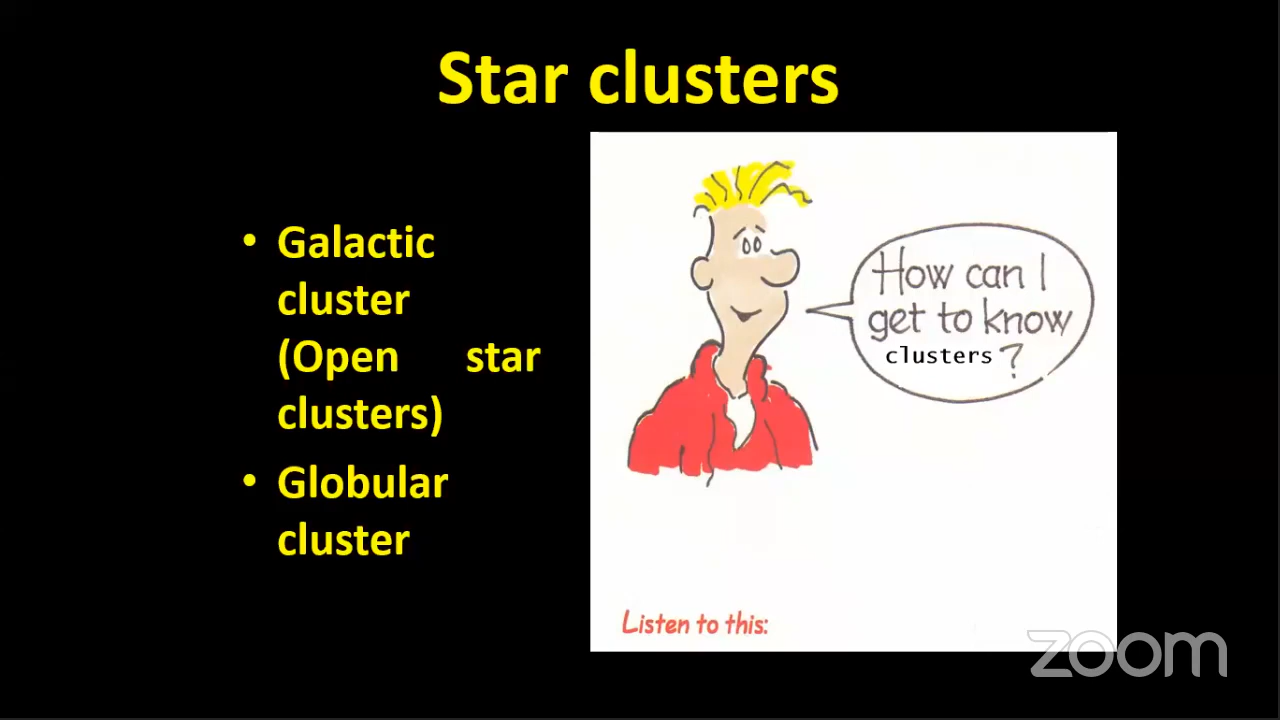 Star clusters
• Galactic
cluster
(Open star
clusters)
• Globular
cluster
How can I
get to know
clusters?
Listen to this:
zoom